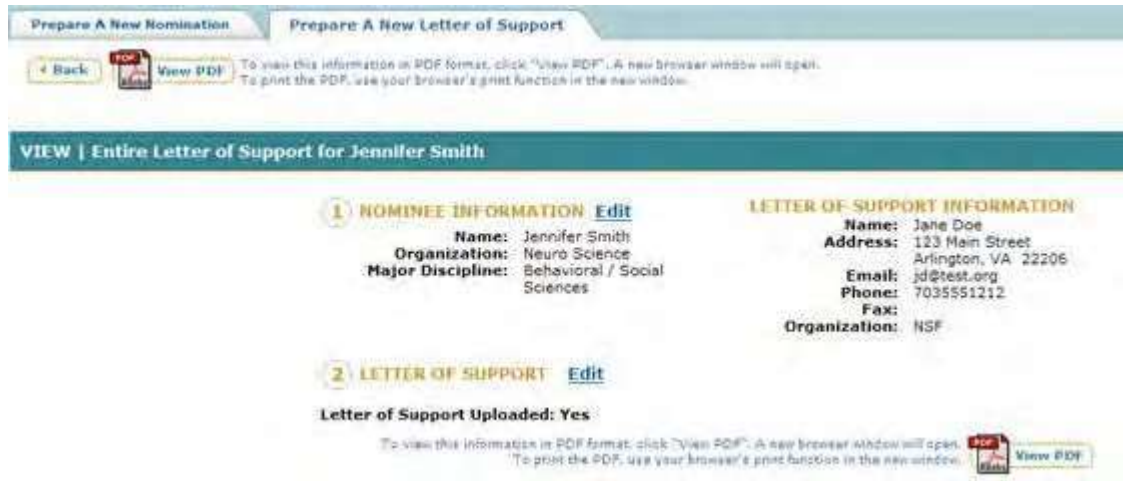 Prepare A New Nomination
Prepare A New Letter of Support
Back
PDF
View PDF
To view this information in PDF format, click "View PDF". A new browser window will open.
To print the PDF, use your browser's print function in the new window.
VIEW | Entire Letter of Support for Jennifer Smith
1 NOMINEE INFORMATION Edit
Name: Jennifer Smith
Organization: Neuro Science
Major Discipline: Behavioral / Social
Sciences
LETTER OF SUPPORT INFORMATION
Name: Jane Doe
Address: 123 Main Street
Arlington, VA 22206
Email: jd@test.org
Phone: 7035551212
Fax:
Organization: NSF
2 LETTER OF SUPPORT Edit
Letter of Support Uploaded: Yes
To view this information in PDF format, click "View PDF". A new browser window will open.
To print the PDF, use your browser's print function in the new window.
PDF
View PDF